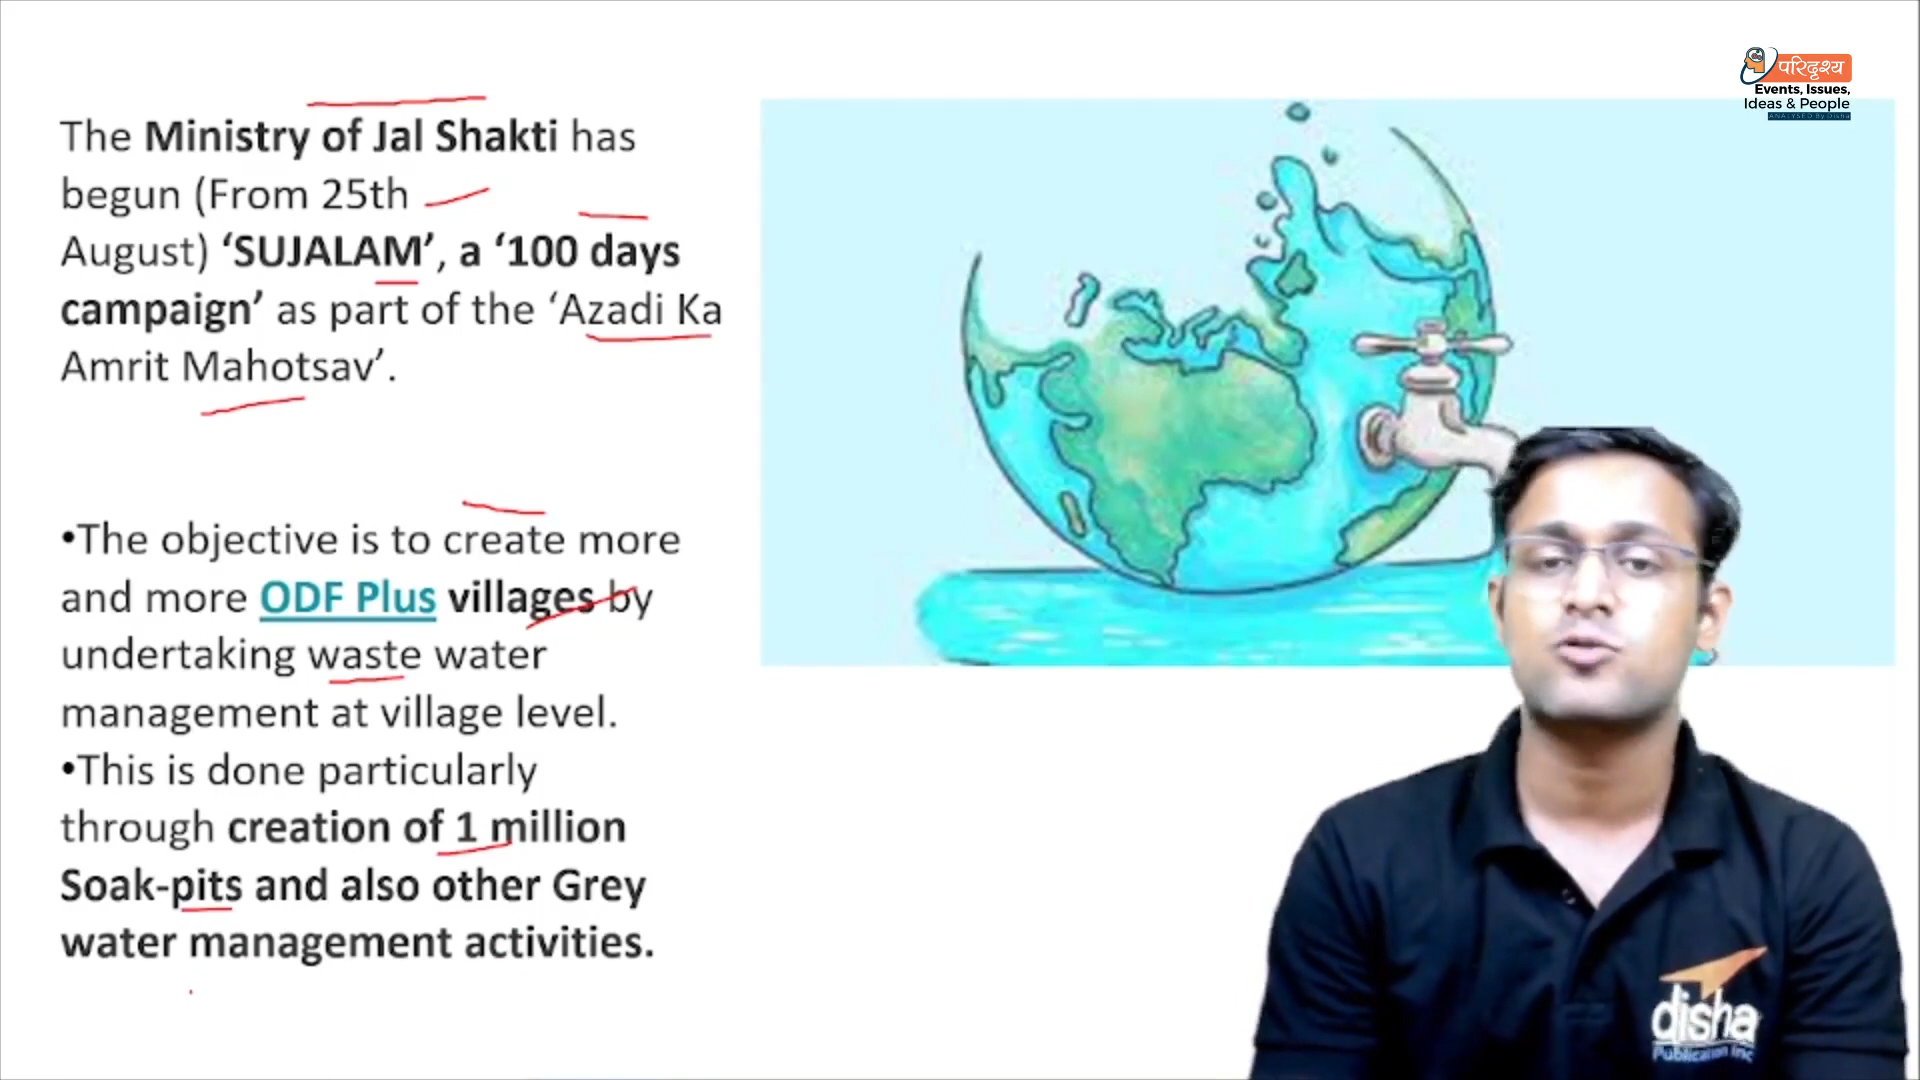 परिदृश्य
Events, Issues,
Ideas & People
ANALYSED By Disha
The Ministry of Jal Shakti has
begun (From 25th
August) ‘SUJALAM’, a ‘100 days
campaign’ as part of the ‘Azadi Ka
Amrit Mahotsav’.
•The objective is to create more
and more ODF Plus villages by
undertaking waste water
management at village level.
•This is done particularly
through creation of 1 million
Soak-pits and also other Grey
water management activities.
disha
Publication Inc